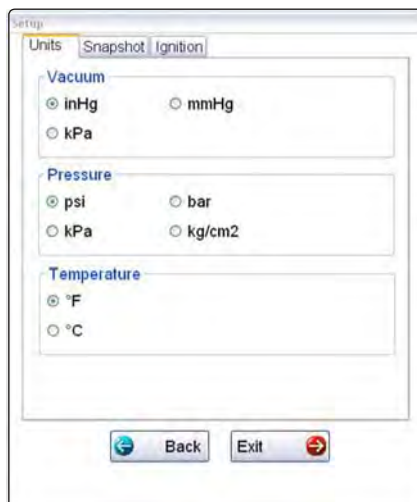 Setup
Units Snapshot Ignition
Vacuum
inHg mmHg
kPa
Pressure
psi bar
kPa kg/cm2
Temperature
°F
°C
Back Exit